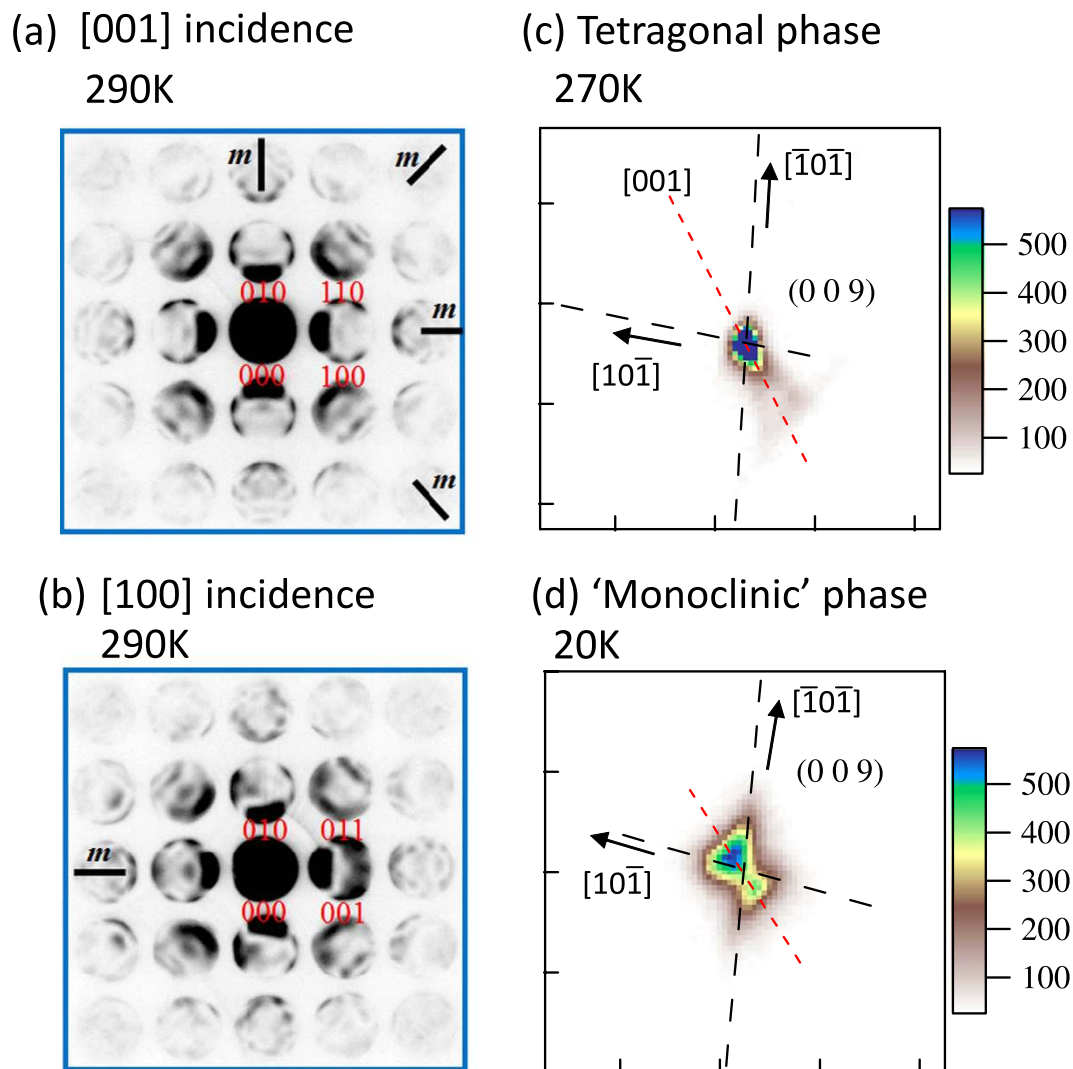 (a) [001] incidence
290K
m
m
010 110
m
000 100
m
(b) [100] incidence
290K
010 011
m
000 001
(c) Tetragonal phase
270K
[001]
[1̅01̅]
(0 0 9)
[101̅]
500
400
300
200
100
(d) ‘Monoclinic’ phase
20K
[1̅01̅]
(0 0 9)
[101̅]
500
400
300
200
100